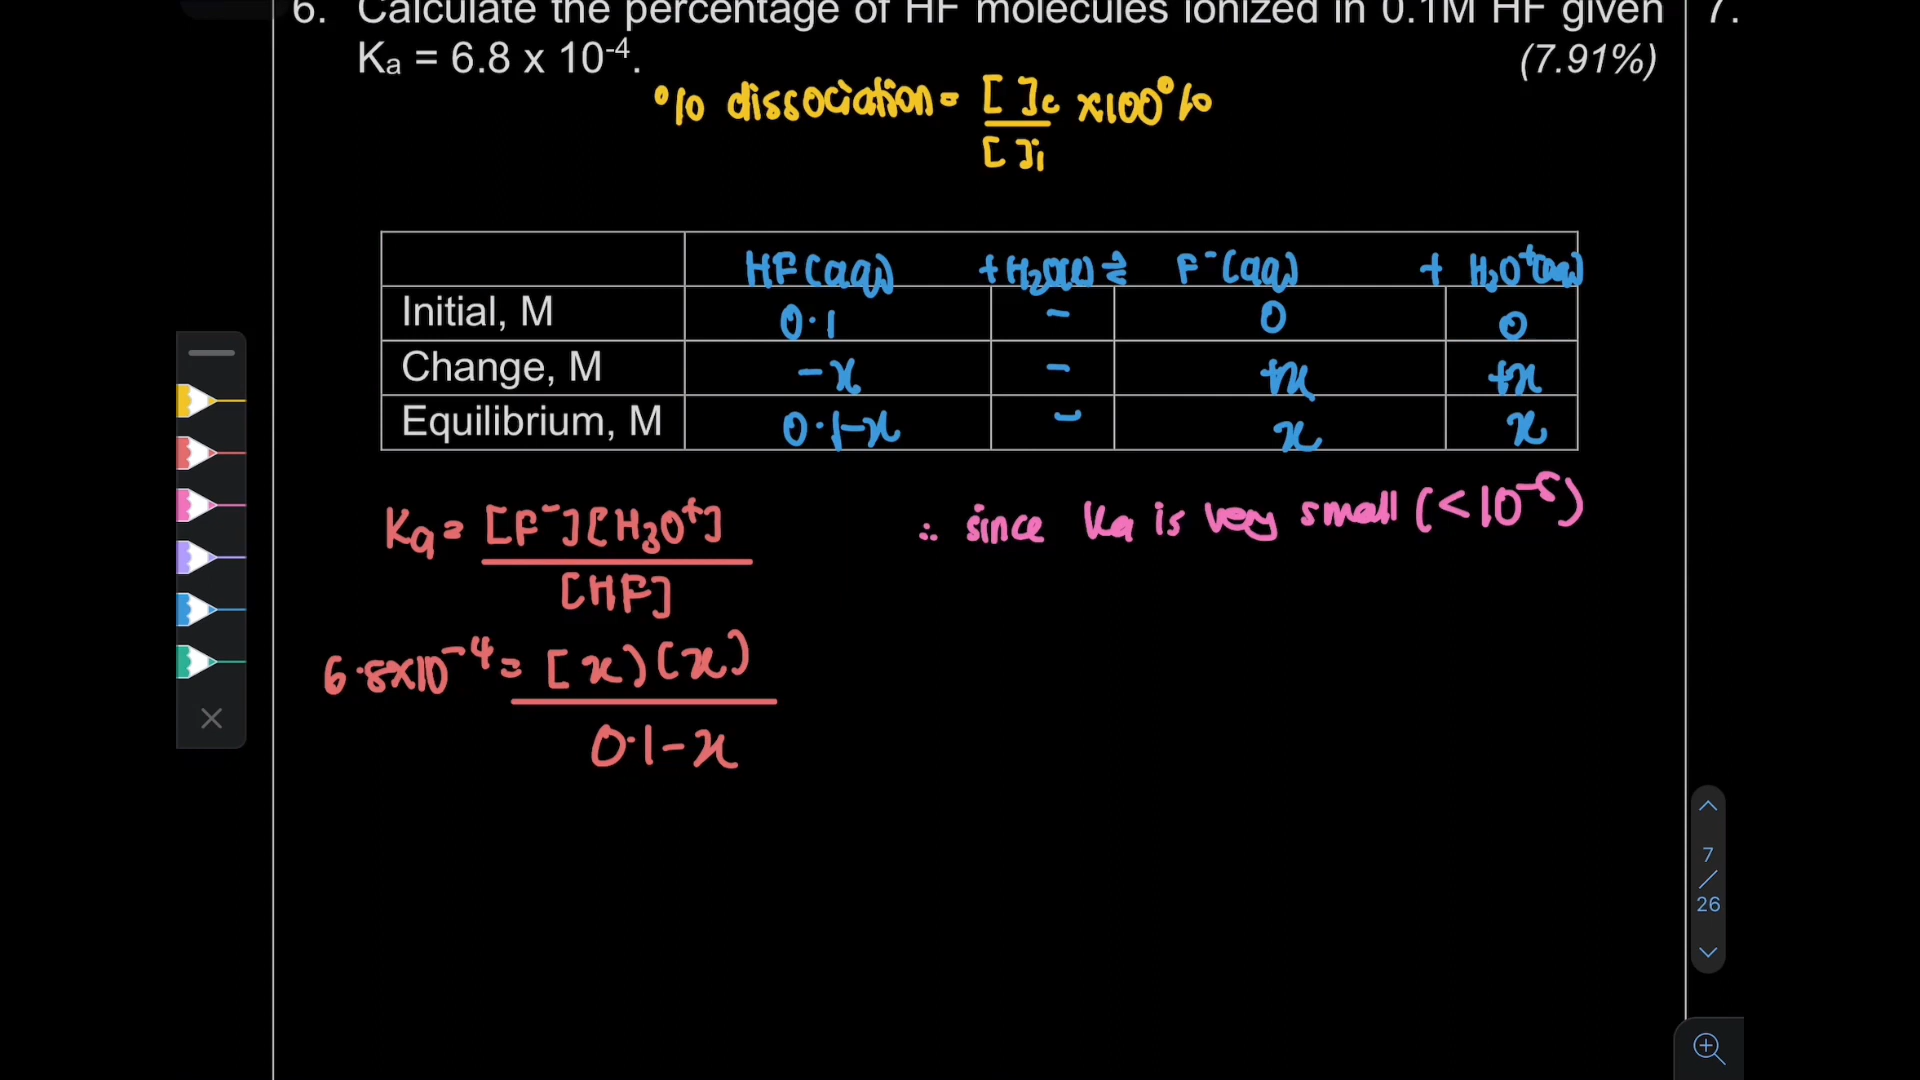 6. Calculate the percentage of HF molecules ionized in 0.1M HF given
7.
Ka = 6.8 x 10-4.
(7.91%)
% dissociation = [ ]c x100%
[ ]i
HF(aq) + H2O(l) ⇌ F-(aq) + H3O+(aq)
Initial, M 0.1 - 0 0
Change, M -x - +x +x
Equilibrium, M 0.1-x - x x
Ka = [F-][H3O+]
[HF]
∴ since Ka is very small (<10-5)
6.8x10-4 = [x)(x)
0.1-x
7
/
26